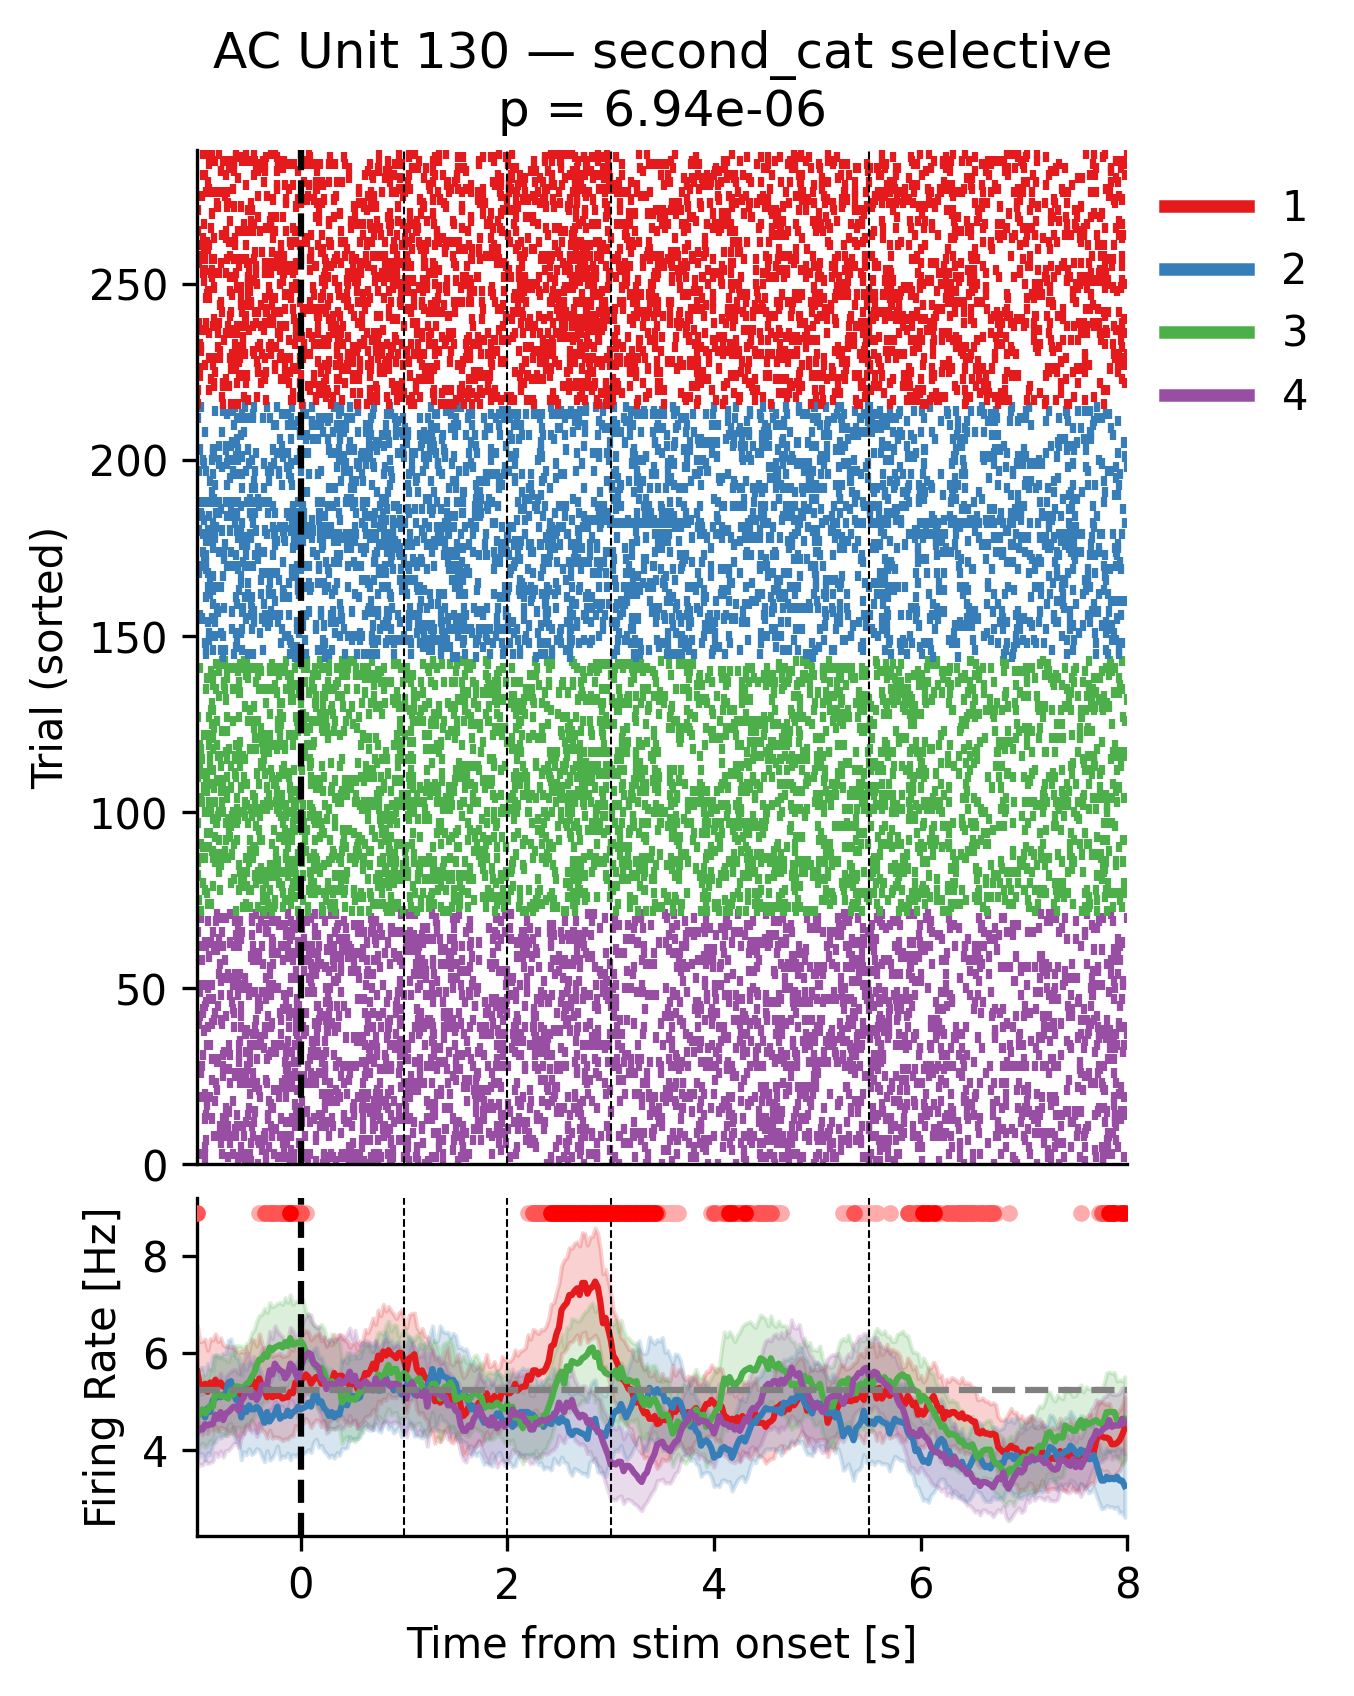 AC Unit 130 — second_cat selective
p = 6.94e-06
1
2
3
4
250
200
150
100
50
0
Trial (sorted)
8
6
4
Firing Rate [Hz]
0 2 4 6 8
Time from stim onset [s]